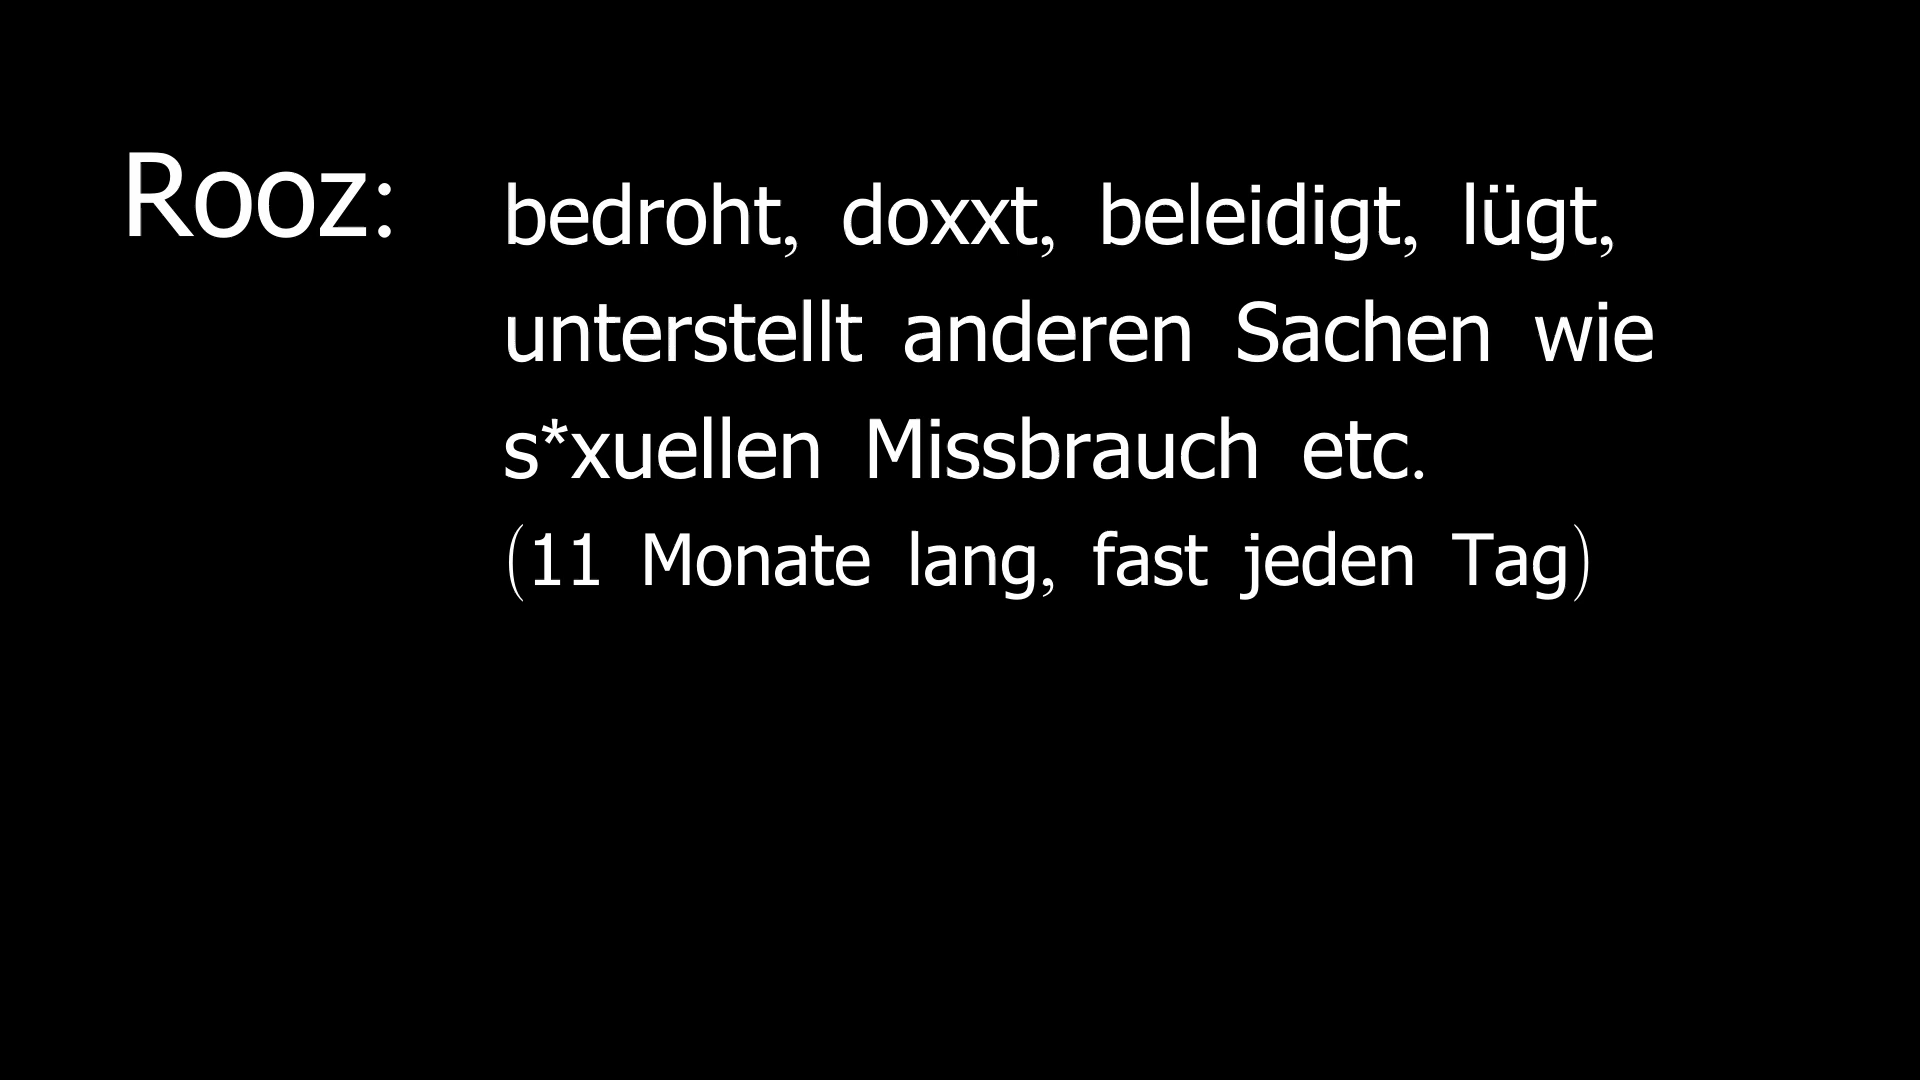 Rooz: bedroht, doxxt, beleidigt, lügt,
unterstellt anderen Sachen wie
s*xuellen Missbrauch etc.
(11 Monate lang, fast jeden Tag)